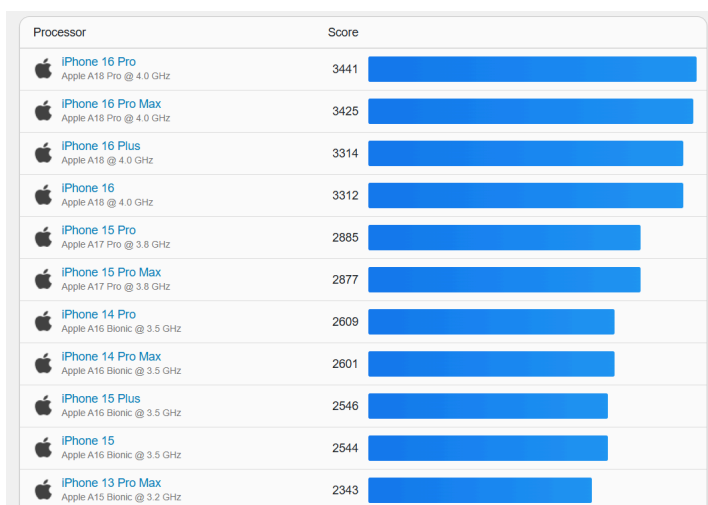 Processor Score
iPhone 16 Pro
Apple A18 Pro @ 4.0 GHz
3441
iPhone 16 Pro Max
Apple A18 Pro @ 4.0 GHz
3425
iPhone 16 Plus
Apple A18 @ 4.0 GHz
3314
iPhone 16
Apple A18 @ 4.0 GHz
3312
iPhone 15 Pro
Apple A17 Pro @ 3.8 GHz
2885
iPhone 15 Pro Max
Apple A17 Pro @ 3.8 GHz
2877
iPhone 14 Pro
Apple A16 Bionic @ 3.5 GHz
2609
iPhone 14 Pro Max
Apple A16 Bionic @ 3.5 GHz
2601
iPhone 15 Plus
Apple A16 Bionic @ 3.5 GHz
2546
iPhone 15
Apple A16 Bionic @ 3.5 GHz
2544
iPhone 13 Pro Max
Apple A15 Bionic @ 3.2 GHz
2343